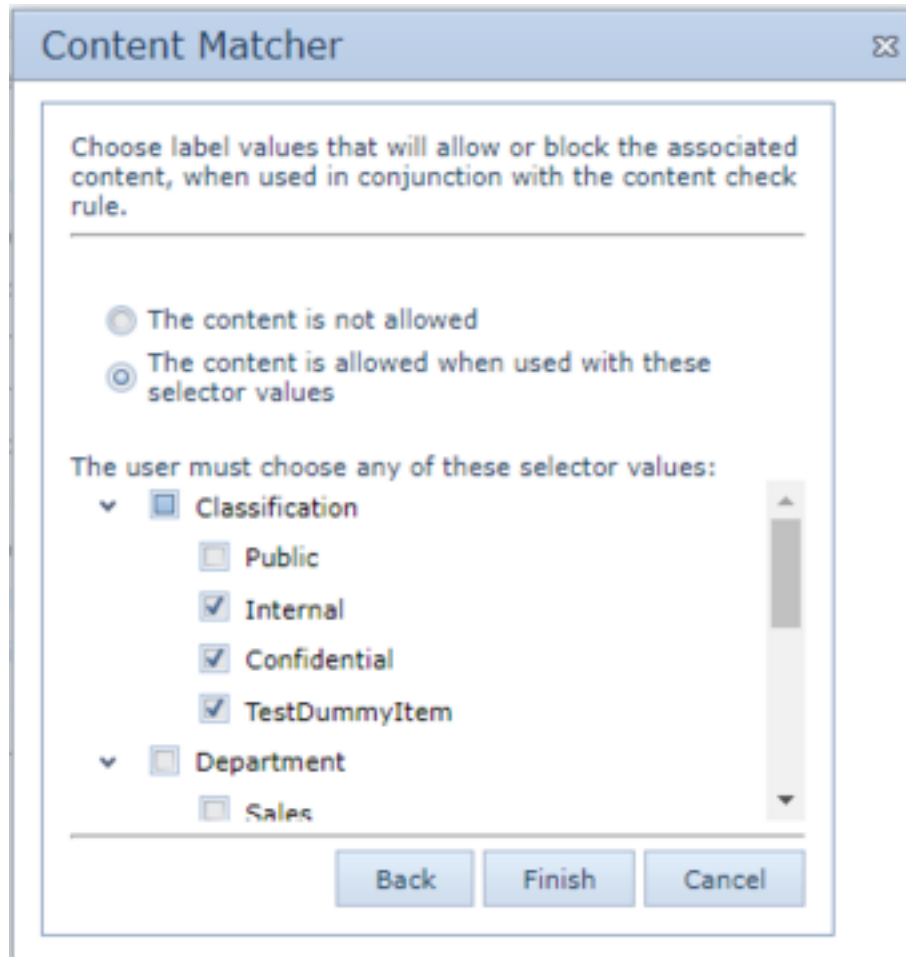 Content Matcher
Choose label values that will allow or block the associated
content, when used in conjunction with the content check
rule.
The content is not allowed
The content is allowed when used with these
selector values
The user must choose any of these selector values:
Classification
Public
Internal
Confidential
TestDummyItem
Department
Sales
Back Finish Cancel